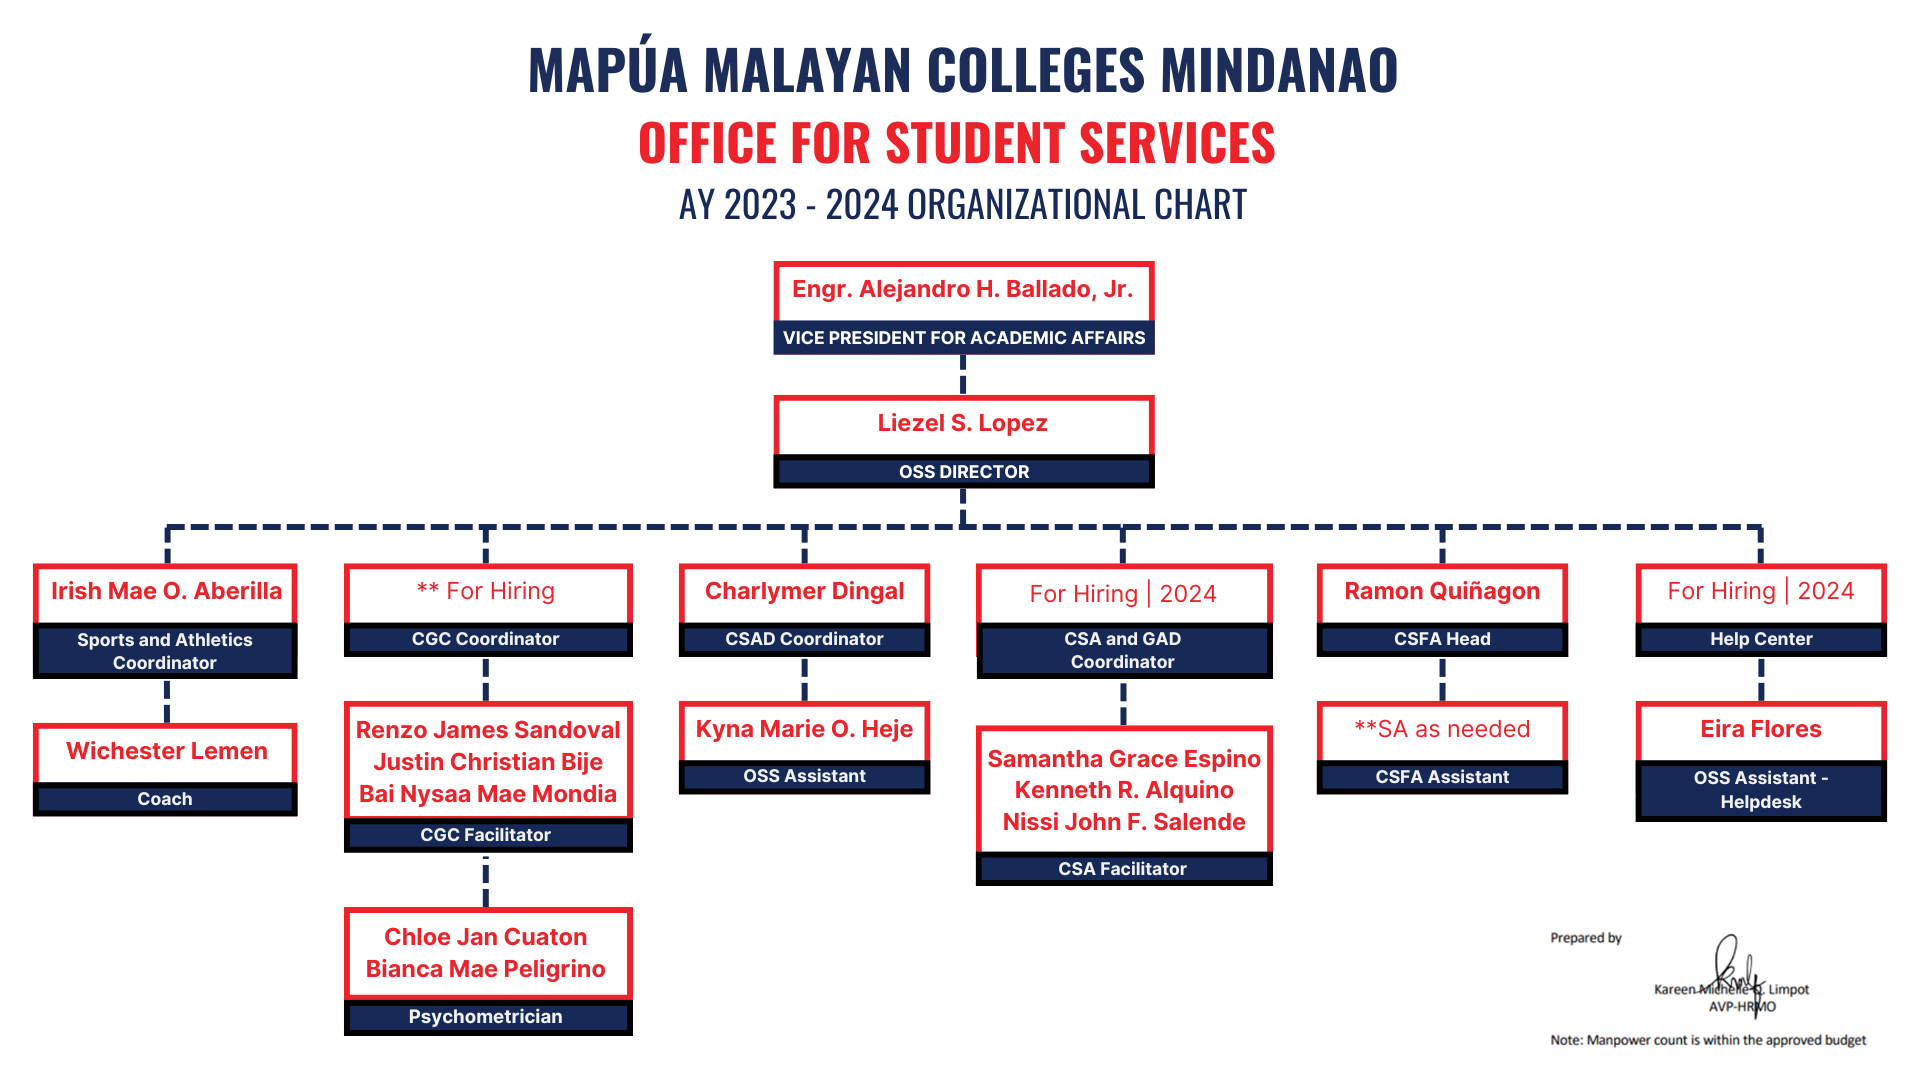 MAPÚA MALAYAN COLLEGES MINDANAO
OFFICE FOR STUDENT SERVICES
AY 2023 - 2024 ORGANIZATIONAL CHART
Engr. Alejandro H. Ballado, Jr.
VICE PRESIDENT FOR ACADEMIC AFFAIRS
Liezel S. Lopez
OSS DIRECTOR
Irish Mae O. Aberilla
Sports and Athletics
Coordinator
Wichester Lemen
Coach
** For Hiring
CGC Coordinator
Renzo James Sandoval
Justin Christian Bije
Bai Nysaa Mae Mondia
CGC Facilitator
Chloe Jan Cuaton
Bianca Mae Peligrino
Psychometrician
Charlymer Dingal
CSAD Coordinator
Kyna Marie O. Heje
OSS Assistant
For Hiring | 2024
CSA and GAD
Coordinator
Samantha Grace Espino
Kenneth R. Alquino
Nissi John F. Salende
CSA Facilitator
Ramon Quiñagon
CSFA Head
**SA as needed
CSFA Assistant
For Hiring | 2024
Help Center
Eira Flores
OSS Assistant -
Helpdesk
Prepared by
Kareen Michelle Q. Limpot
AVP-HRMO
Note: Manpower count is within the approved budget